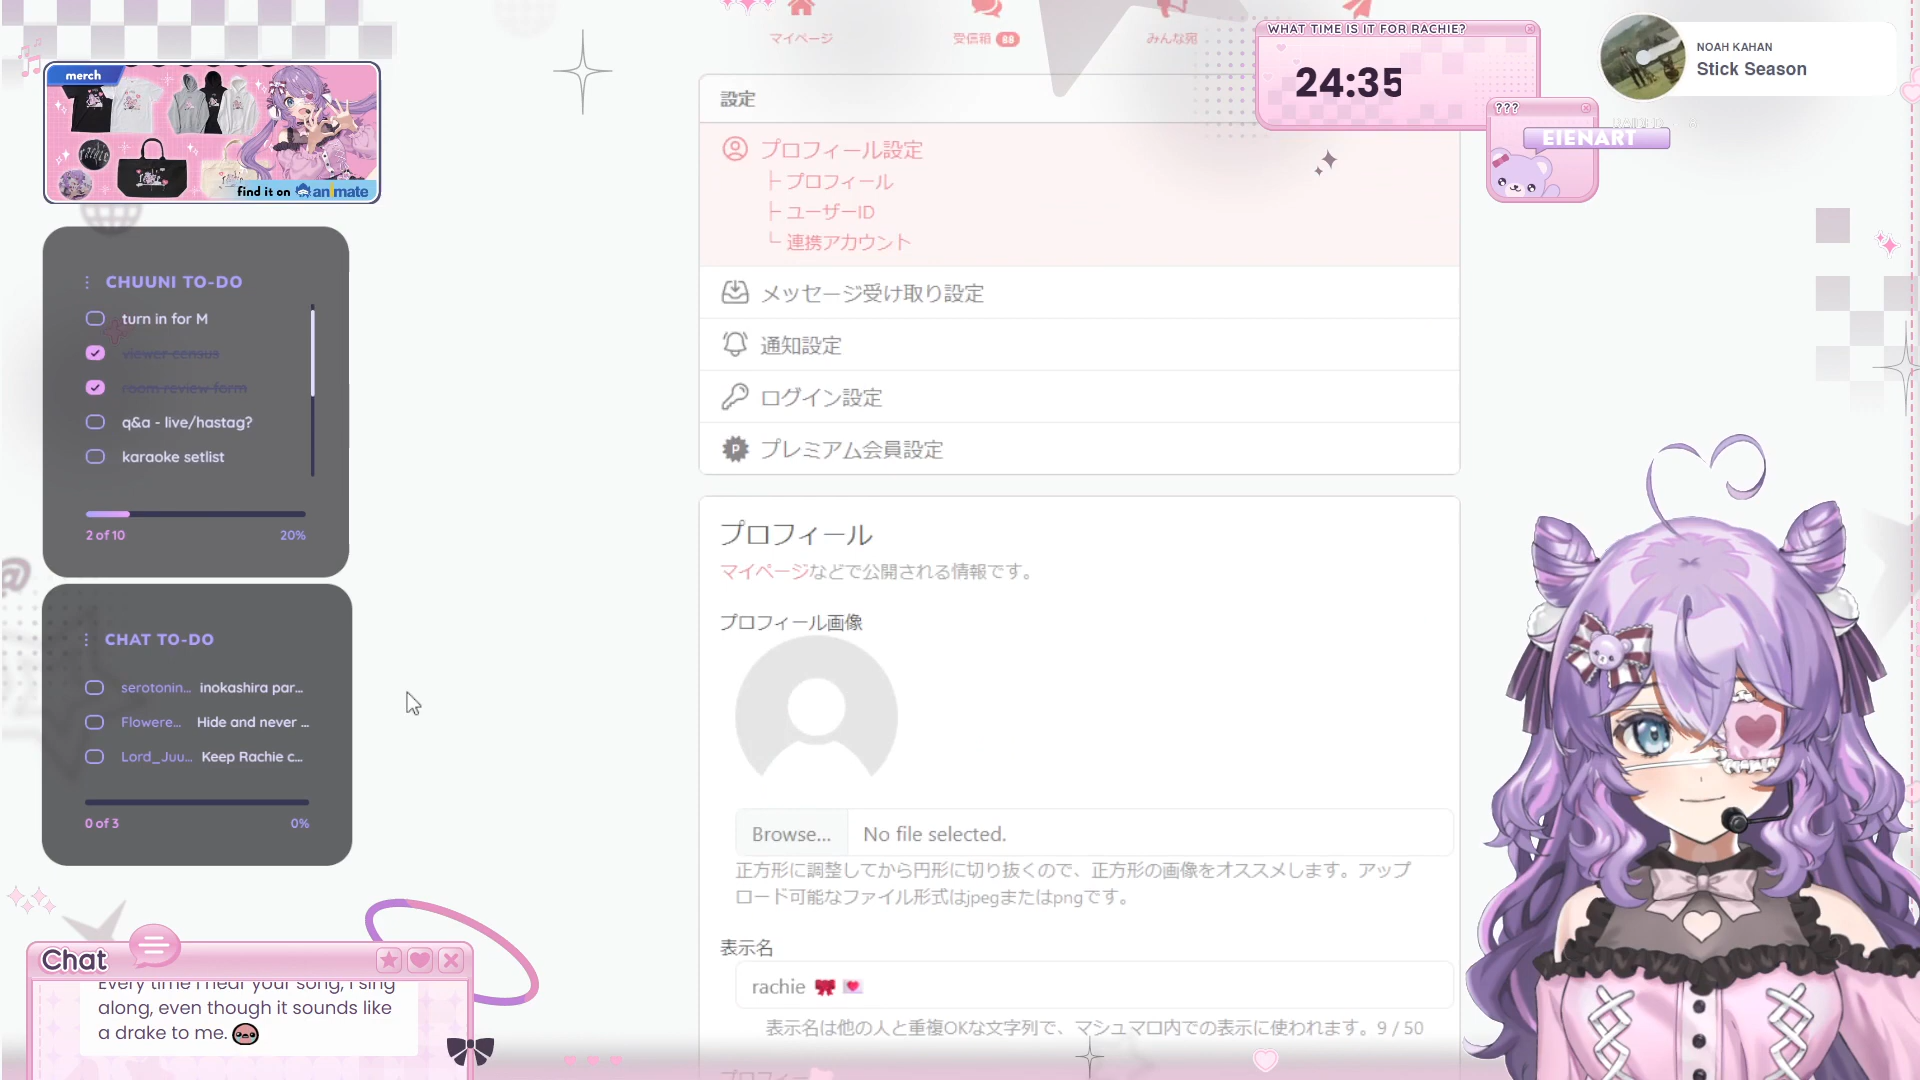 マイページ
受信箱 88
みんな宛
WHAT TIME IS IT FOR RACHIE?
24:35
NOAH KAHAN
Stick Season
???
EIENART
merch
find it on animate
設定
プロフィール設定
├ プロフィール
├ ユーザーID
└ 連携アカウント
メッセージ受け取り設定
通知設定
ログイン設定
P プレミアム会員設定
CHUUNI TO-DO
turn in for M
viewer census
room review form
q&a - live/hastag?
karaoke setlist
2 of 10 20%
CHAT TO-DO
serotonin... inokashira par...
Flowere... Hide and never ...
Lord_Juu... Keep Rachie c...
0 of 3 0%
プロフィール
マイページなどで公開される情報です。
プロフィール画像
Browse... No file selected.
正方形に調整してから円形に切り抜くので、正方形の画像をオススメします。アップ
ロード可能なファイル形式はjpegまたはpngです。
表示名
rachie 🎀 💌
表示名は他の人と重複OKな文字列で、マシュマロ内での表示に使われます。9 / 50
Chat
Every time I hear your song, I sing
along, even though it sounds like
a drake to me.